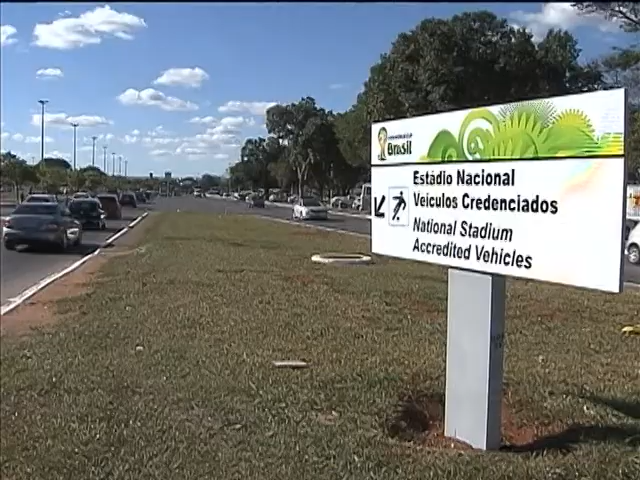 Brasil
Estádio Nacional
Veículos Credenciados
National Stadium
Accredited Vehicles